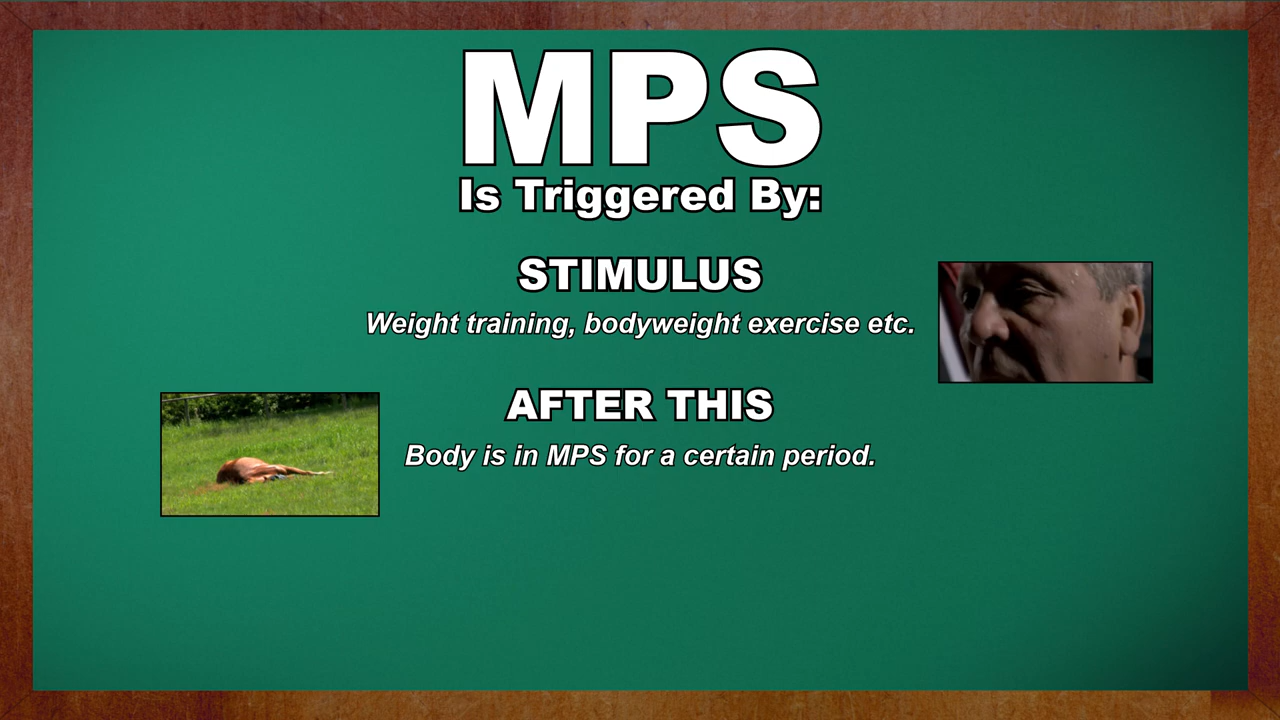 MPS
Is Triggered By:
STIMULUS
Weight training, bodyweight exercise etc.
AFTER THIS
Body is in MPS for a certain period.